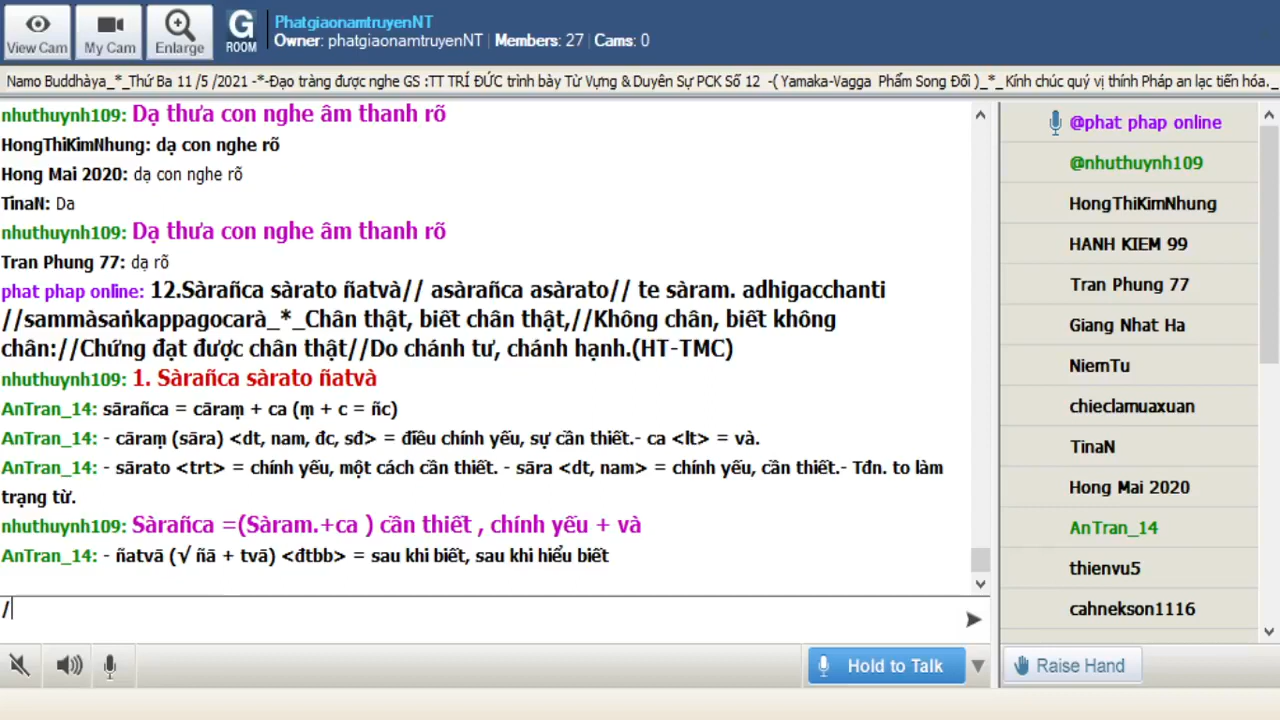 View Cam
My Cam
Enlarge
G
ROOM
PhatgiaonamtruyenNT
Owner: phatgiaonamtruyenNT | Members: 27 | Cams: 0
Namo Buddhàya_*_Thứ Ba 11 /5 /2021 -*-Đạo tràng được nghe GS :TT TRÍ ĐỨC trình bày Từ Vựng & Duyên Sự PCK Số 12 -( Yamaka-Vagga Phẩm Song Đối )_*_ Kính chúc quý vị thính Pháp an lạc tiến hóa._
nhuthuynh109: Dạ thưa con nghe âm thanh rõ
HongThiKimNhung: dạ con nghe rõ
Hong Mai 2020: dạ con nghe rõ
TinaN: Da
nhuthuynh109: Dạ thưa con nghe âm thanh rõ
Tran Phung 77: dạ rõ
phat phap online: 12.Sàrañca sàrato ñatvà// asàrañca asàrato// te sàram. adhigacchanti
//sammàsaṅkappagocarà_*_Chân thật, biết chân thật,//Không chân, biết không
chân://Chứng đạt được chân thật//Do chánh tư, chánh hạnh.(HT-TMC)
nhuthuynh109: 1. Sàrañca sàrato ñatvà
AnTran_14: sārañca = cāraṃ + ca (ṃ + c = ñc)
AnTran_14: - cāraṃ (sāra) <dt, nam, đc, sđ> = điều chính yếu, sự cần thiết.- ca <lt> = và.
AnTran_14: - sārato <trt> = chính yếu, một cách cần thiết. - sāra <dt, nam> = chính yếu, cần thiết.- Tđn. to làm
trạng từ.
nhuthuynh109: Sàrañca =(Sàram.+ca ) cần thiết , chính yếu + và
AnTran_14: - ñatvā (√ ñā + tvā) <đtbb> = sau khi biết, sau khi hiểu biết
/
Hold to Talk
@phat phap online
@nhuthuynh109
HongThiKimNhung
HANH KIEM 99
Tran Phung 77
Giang Nhat Ha
NiemTu
chieclamuaxuan
TinaN
Hong Mai 2020
AnTran_14
thienvu5
cahnekson1116
Raise Hand